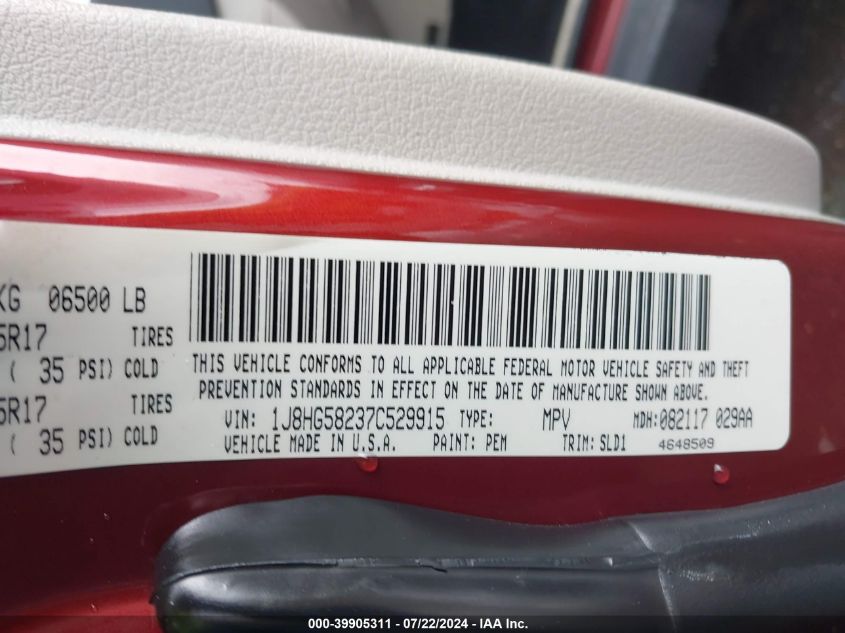 KG 06500 LB
5R17 TIRES
( 35 PSI) COLD
5R17 TIRES
( 35 PSI) COLD
THIS VEHICLE CONFORMS TO ALL APPLICABLE FEDERAL MOTOR VEHICLE SAFETY AND THEFT
PREVENTION STANDARDS IN EFFECT ON THE DATE OF MANUFACTURE SHOWN ABOVE.
VIN: 1J8HG58237C529915 TYPE: MPV MDH:082117 029AA
VEHICLE MADE IN U.S.A. PAINT: PEM TRIM: SLD1 4648509
000-39905311 - 07/22/2024 - IAA Inc.